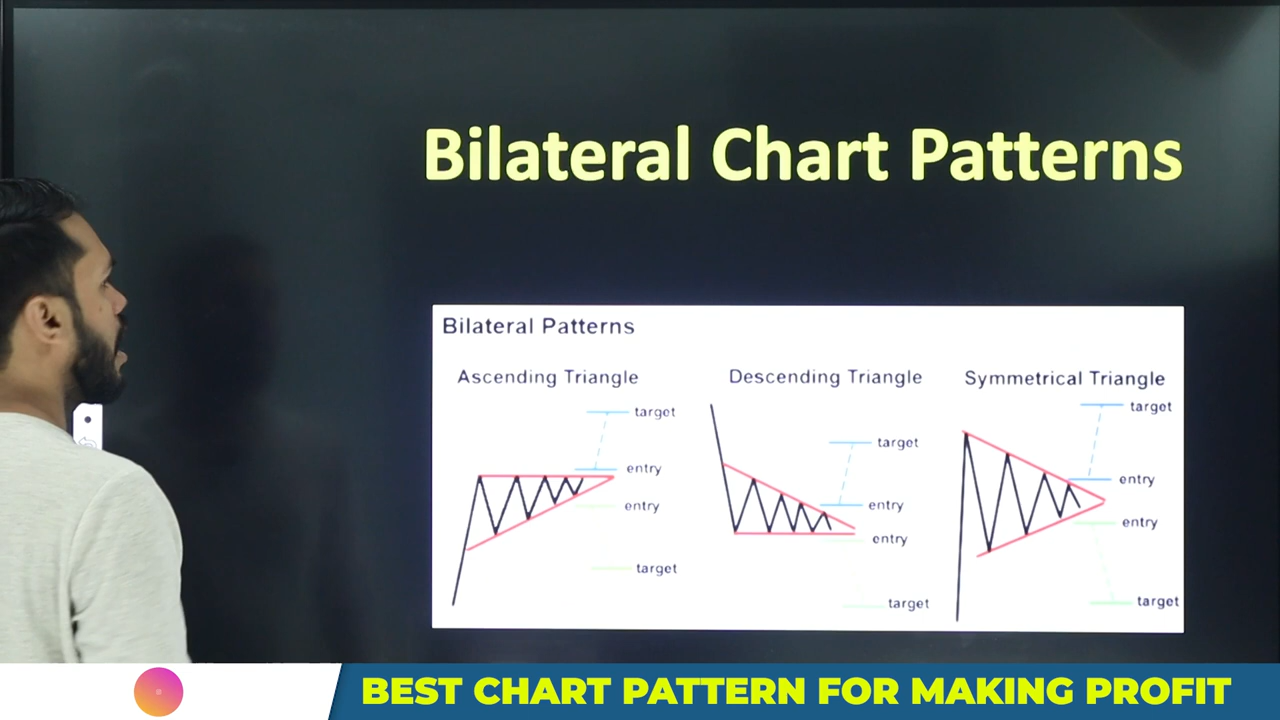 Bilateral Chart Patterns
Bilateral Patterns
Ascending Triangle
target
entry
entry
target
Descending Triangle
target
entry
entry
target
Symmetrical Triangle
target
entry
entry
target
BEST CHART PATTERN FOR MAKING PROFIT